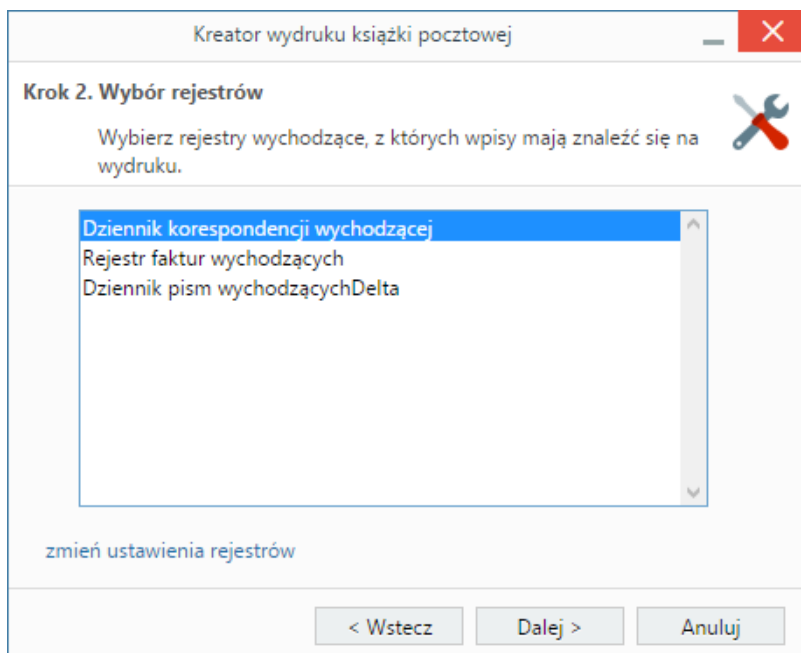 Kreator wydruku książki pocztowej
Krok 2. Wybór rejestrów
Wybierz rejestry wychodzące, z których wpisy mają znaleźć się na
wydruku.
Dziennik korespondencji wychodzącej
Rejestr faktur wychodzących
Dziennik pism wychodzącychDelta
zmień ustawienia rejestrów
< Wstecz Dalej > Anuluj